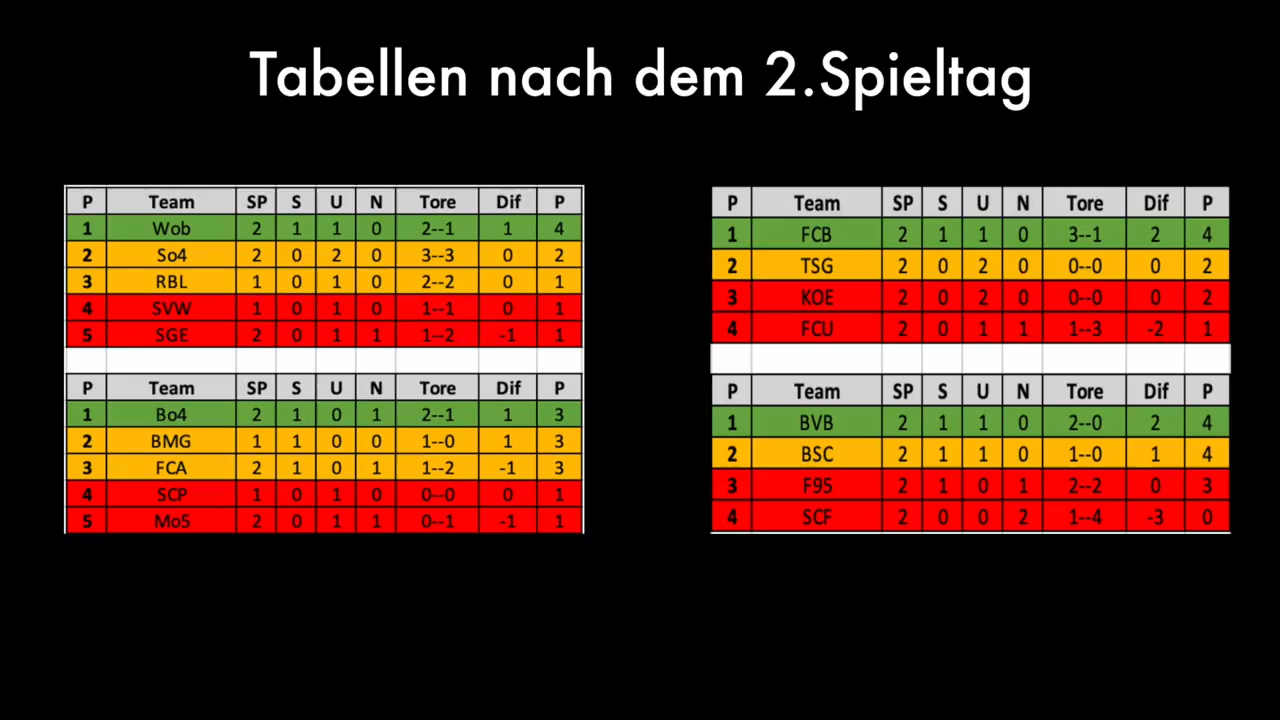 Tabellen nach dem 2.Spieltag
P Team SP S U N Tore Dif P
1 Wob 2 1 1 0 2--1 1 4
2 So4 2 0 2 0 3--3 0 2
3 RBL 1 0 1 0 2--2 0 1
4 SVW 1 0 1 0 1--1 0 1
5 SGE 2 0 1 1 1--2 -1 1
P Team SP S U N Tore Dif P
1 Bo4 2 1 0 1 2--1 1 3
2 BMG 1 1 0 0 1--0 1 3
3 FCA 2 1 0 1 1--2 -1 3
4 SCP 1 0 1 0 0--0 0 1
5 Mo5 2 0 1 1 0--1 -1 1
P Team SP S U N Tore Dif P
1 FCB 2 1 1 0 3--1 2 4
2 TSG 2 0 2 0 0--0 0 2
3 KOE 2 0 2 0 0--0 0 2
4 FCU 2 0 1 1 1--3 -2 1
P Team SP S U N Tore Dif P
1 BVB 2 1 1 0 2--0 2 4
2 BSC 2 1 1 0 1--0 1 4
3 F95 2 1 0 1 2--2 0 3
4 SCF 2 0 0 2 1--4 -3 0